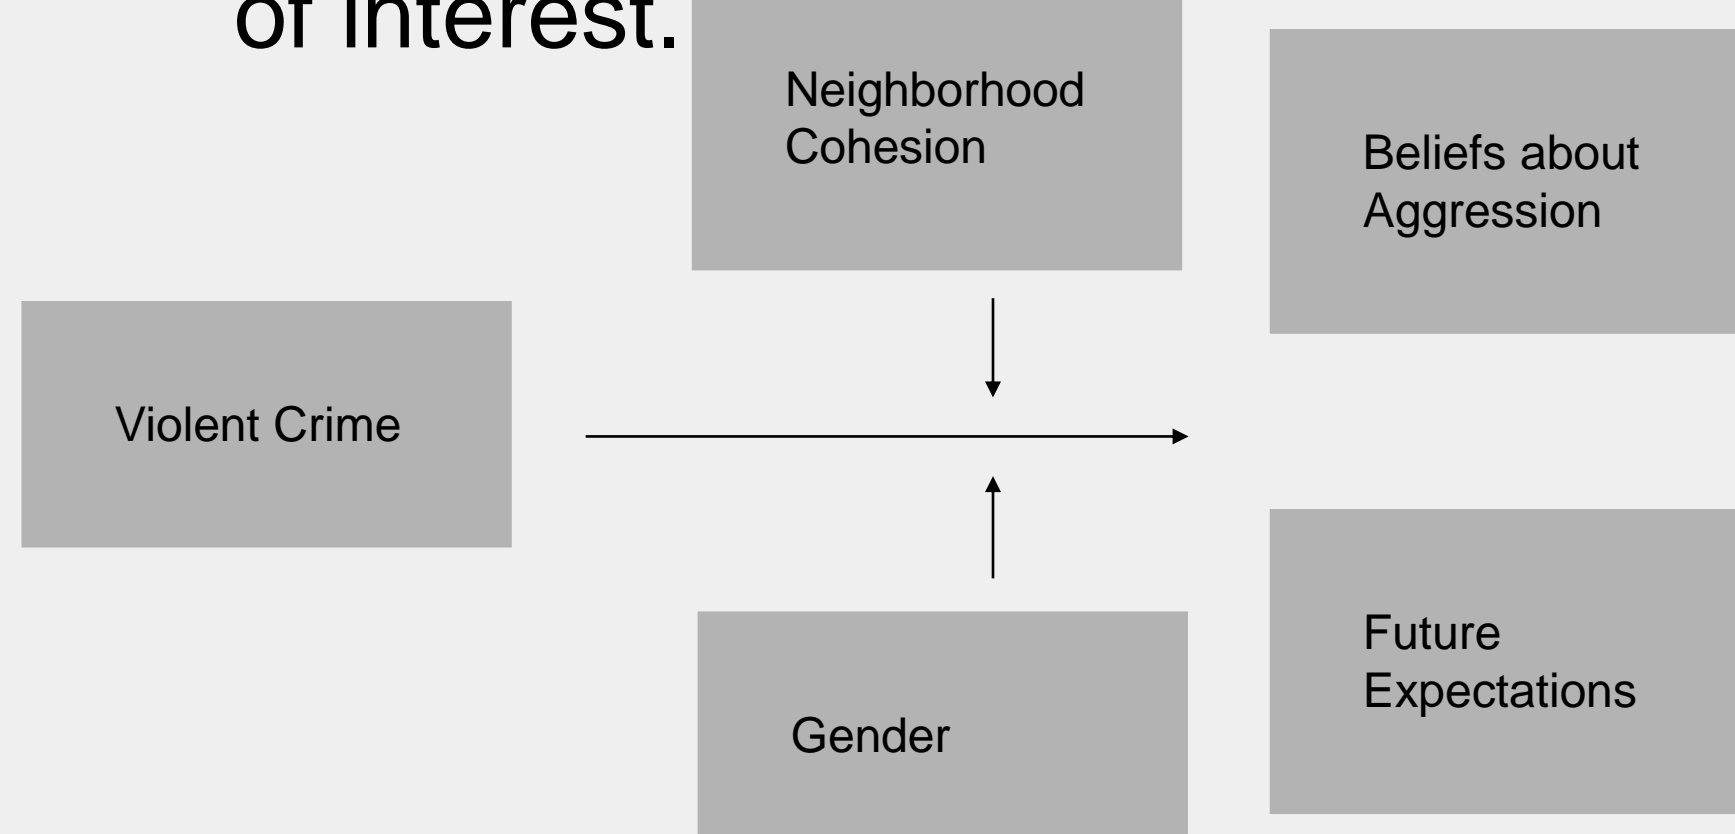 of interest.
Neighborhood
Cohesion
Beliefs about
Aggression
Violent Crime
Future
Expectations
Gender